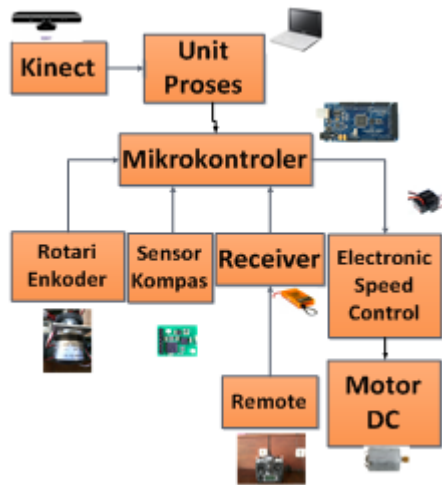 Kinect
Unit
Proses
Mikrokontroler
Rotari
Enkoder
Sensor
Kompas
Receiver
Electronic
Speed
Control
Remote
Motor
DC